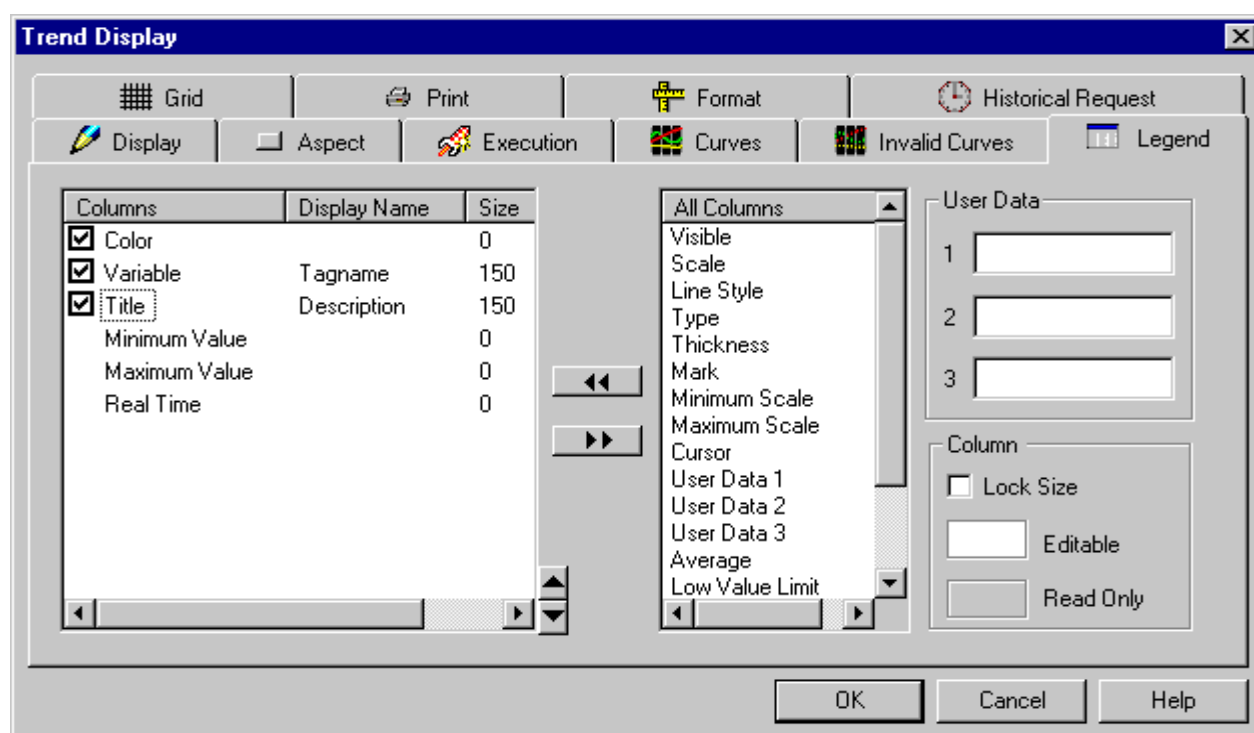 Trend Display
Grid Print Format Historical Request
Display Aspect Execution Curves Invalid Curves Legend
Columns Display Name Size
Color 0
Variable Tagname 150
Title Description 150
Minimum Value 0
Maximum Value 0
Real Time 0
All Columns
Visible
Scale
Line Style
Type
Thickness
Mark
Minimum Scale
Maximum Scale
Cursor
User Data 1
User Data 2
User Data 3
Average
Low Value Limit
User Data
1
2
3
Column
Lock Size
Editable
Read Only
OK Cancel Help